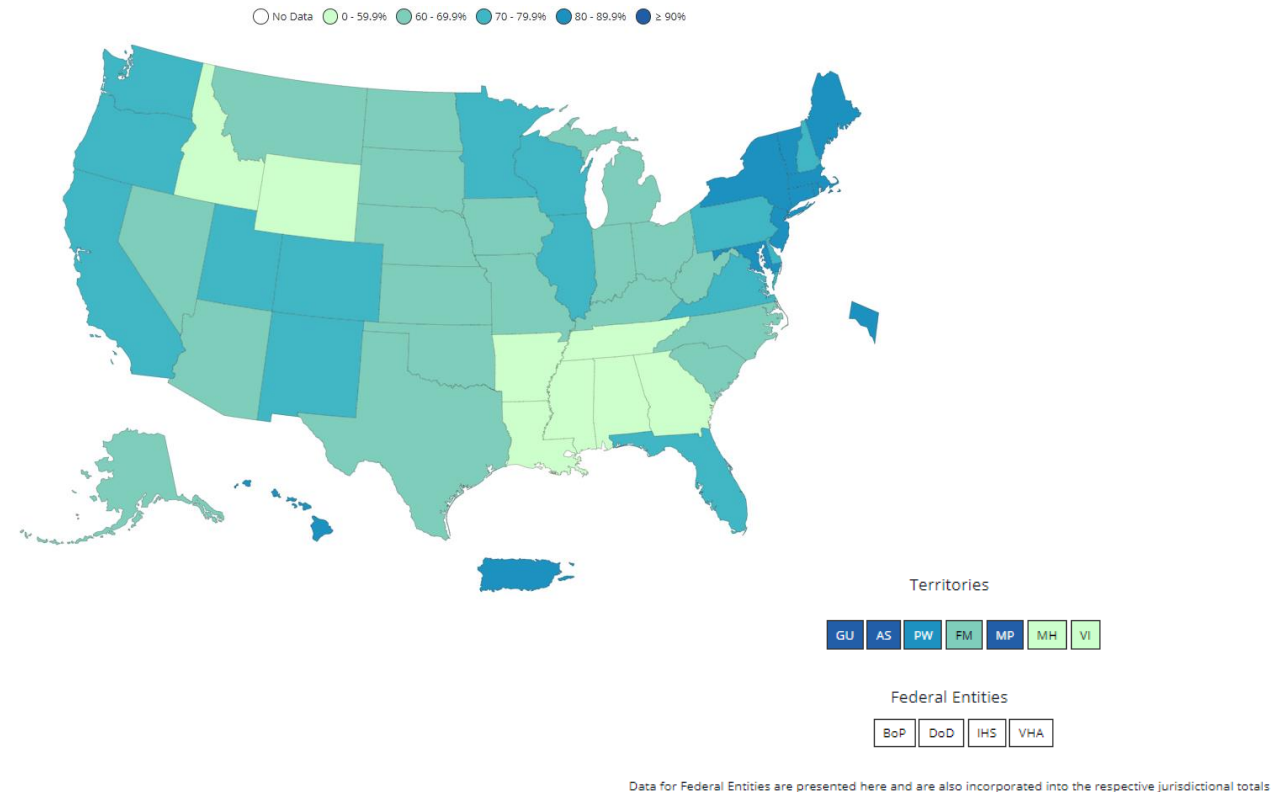 No Data 0 - 59.9% 60 - 69.9% 70 - 79.9% 80 - 89.9% ≥ 90%
Territories
GU AS PW FM MP MH VI
Federal Entities
BoP DoD IHS VHA
Data for Federal Entities are presented here and are also incorporated into the respective jurisdictional totals